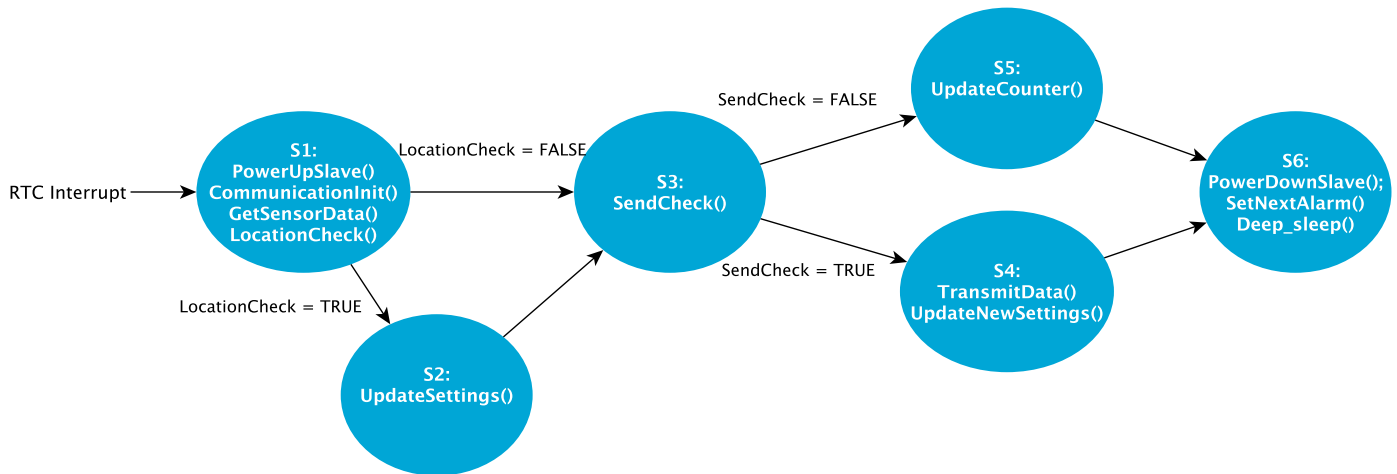 RTC Interrupt
S1:
PowerUpSlave()
CommunicationInit()
GetSensorData()
LocationCheck()
LocationCheck = FALSE
LocationCheck = TRUE
S2:
UpdateSettings()
S3:
SendCheck()
SendCheck = FALSE
SendCheck = TRUE
S5:
UpdateCounter()
S4:
TransmitData()
UpdateNewSettings()
S6:
PowerDownSlave();
SetNextAlarm()
Deep_sleep()